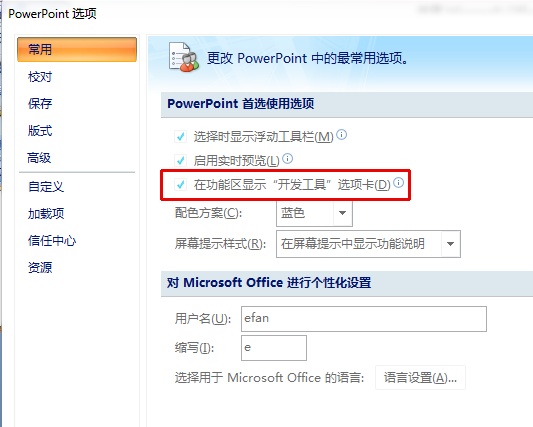 PowerPoint 选项
常用
校对
保存
版式
高级
自定义
加载项
信任中心
资源
更改 PowerPoint 中的最常用选项。
PowerPoint 首选使用选项
选择时显示浮动工具栏(M)
启用实时预览(L)
在功能区显示“开发工具”选项卡(D)
配色方案(C): 蓝色
屏幕提示样式(R): 在屏幕提示中显示功能说明
对 Microsoft Office 进行个性化设置
用户名(U): efan
缩写(I): e
选择用于 Microsoft Office 的语言: 语言设置(A)...